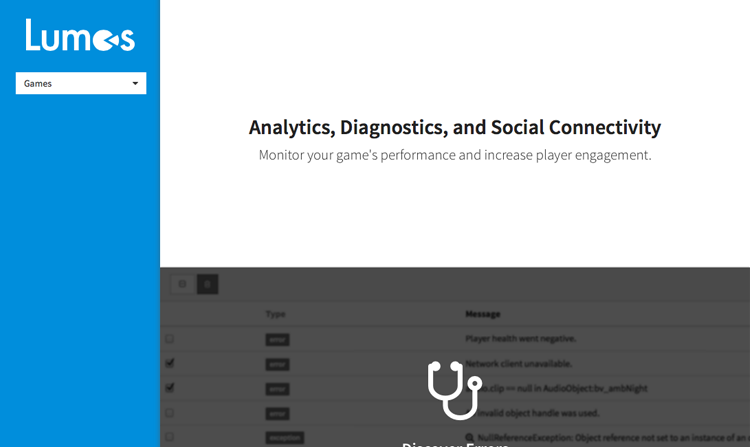 Lumos
Games
Analytics, Diagnostics, and Social Connectivity
Monitor your game's performance and increase player engagement.
Type Message
error Player health went negative.
error Network client unavailable.
error .clip == null in AudioObject:bv_ambNight
error Invalid object handle was used.
exception NullReferenceException: Object reference not set to an instance of an
Discover Errors